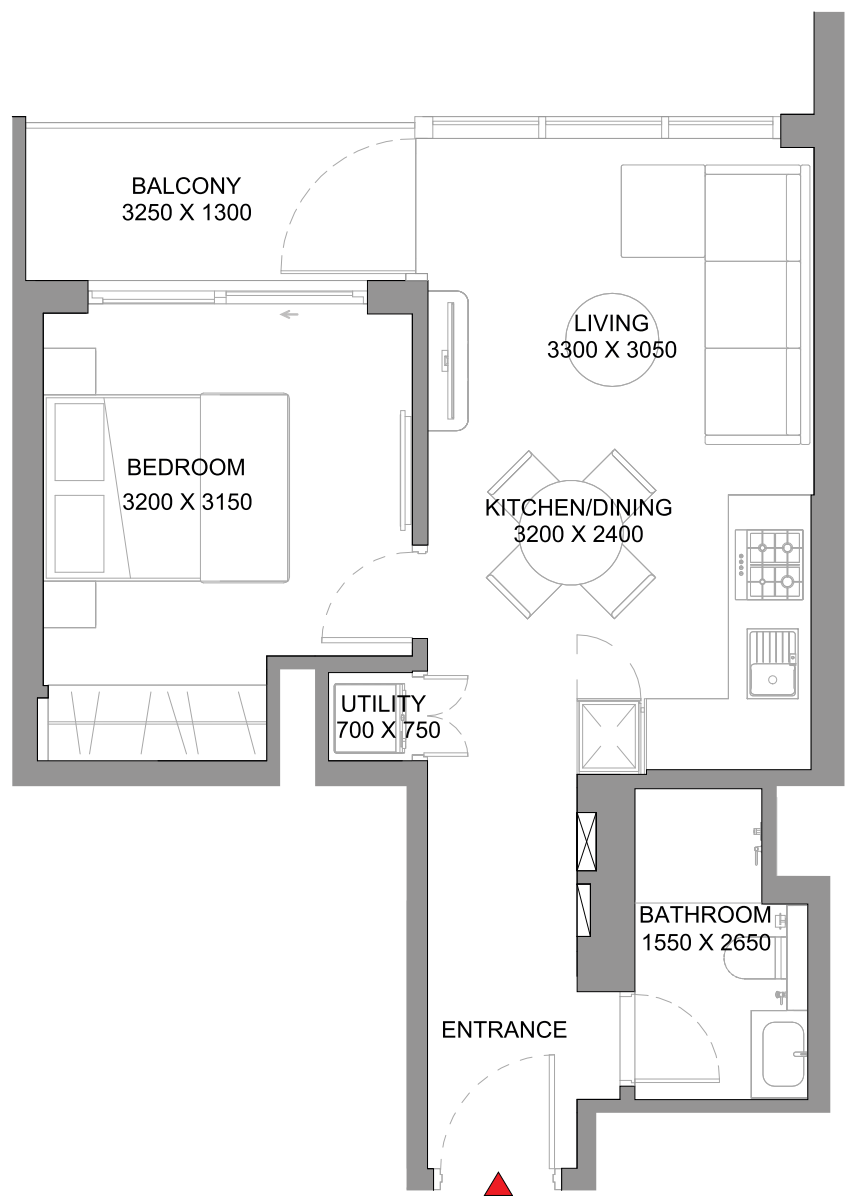 BALCONY
3250 X 1300
LIVING
3300 X 3050
BEDROOM
3200 X 3150
KITCHEN/DINING
3200 X 2400
UTILITY
700 X 750
BATHROOM
1550 X 2650
ENTRANCE